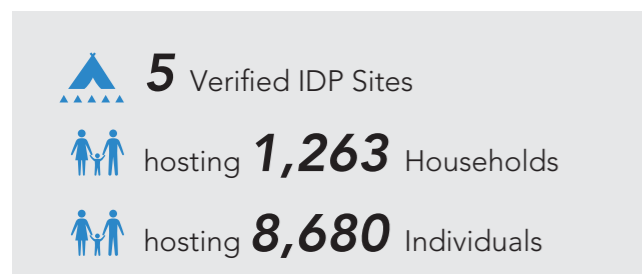 5 Verified IDP Sites
hosting 1,263 Households
hosting 8,680 Individuals